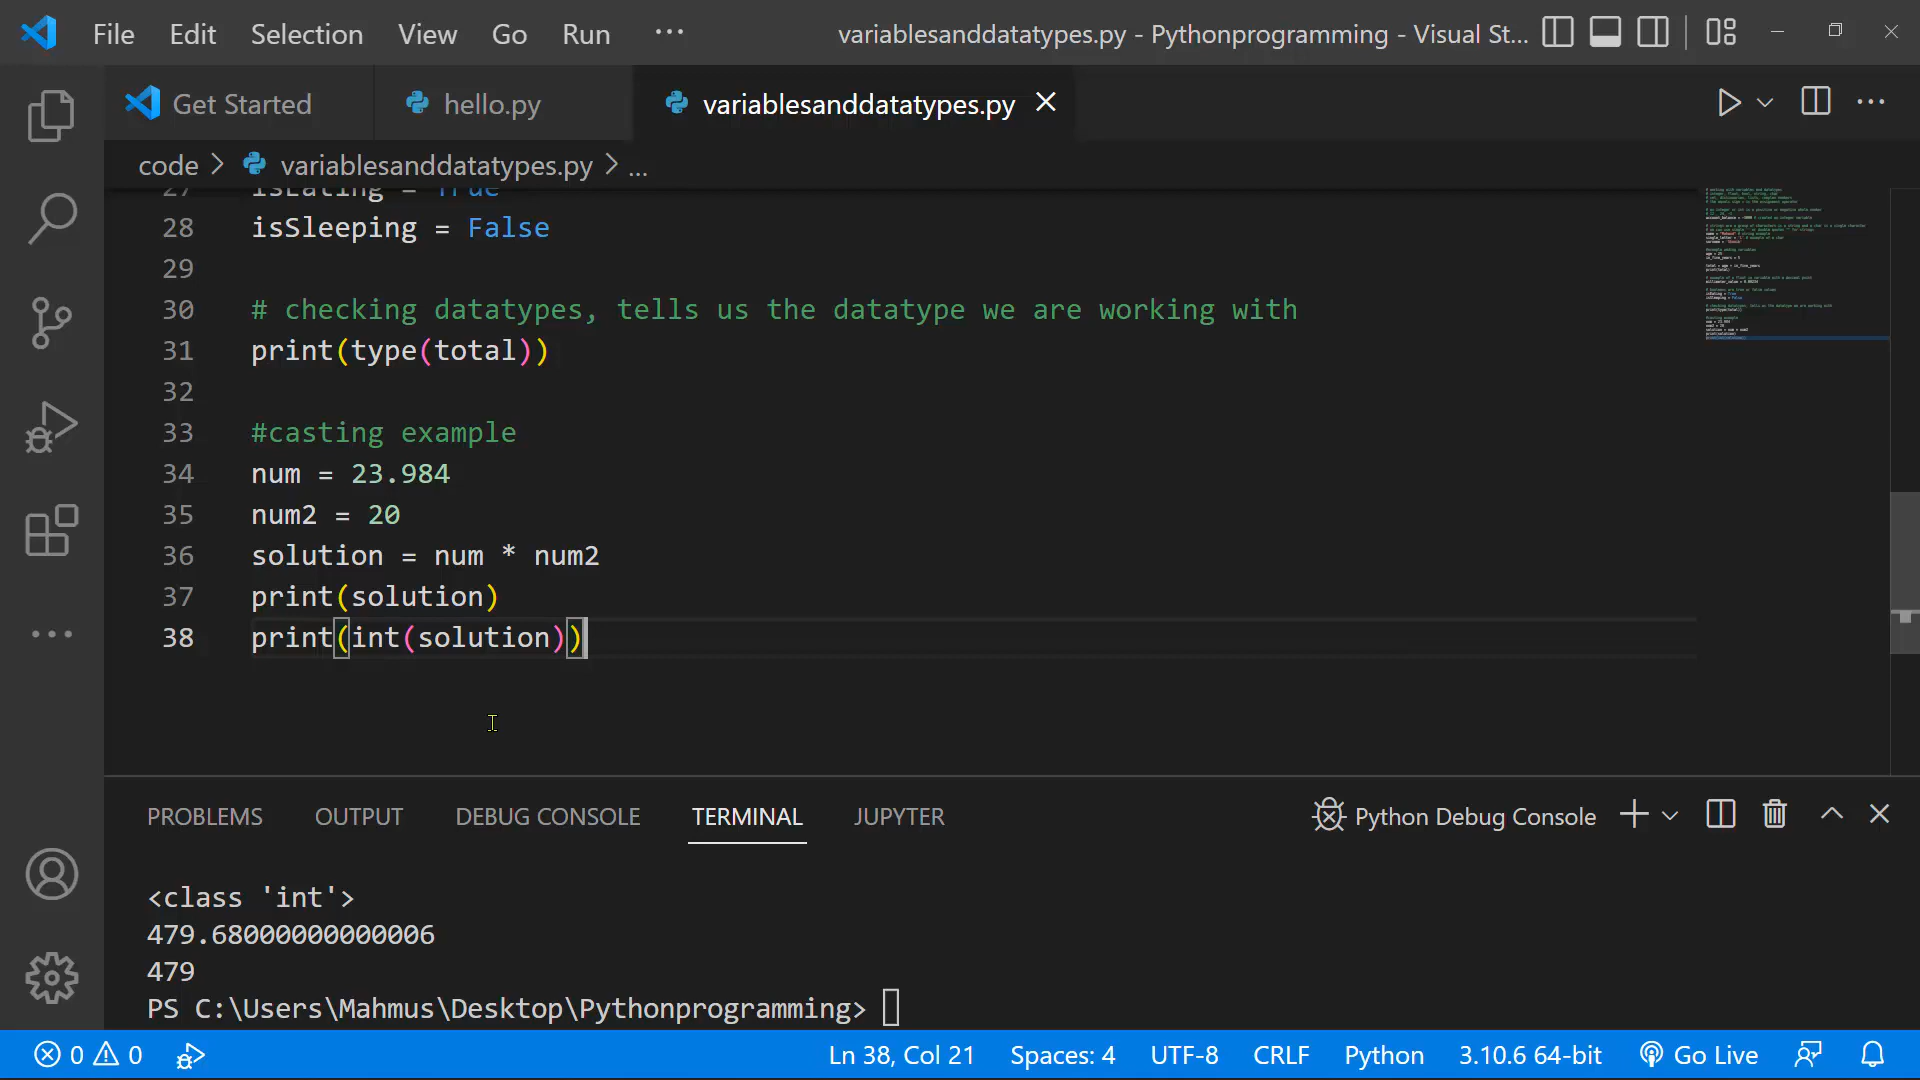 File Edit Selection View Go Run ··· variablesanddatatypes.py - Pythonprogramming - Visual St...
Get Started hello.py variablesanddatatypes.py
code > variablesanddatatypes.py > ...
27 isEating = True
28 isSleeping = False
29
30 # checking datatypes, tells us the datatype we are working with
31 print(type(total))
32
33 #casting example
34 num = 23.984
35 num2 = 20
36 solution = num * num2
37 print(solution)
38 print(int(solution))
PROBLEMS OUTPUT DEBUG CONSOLE TERMINAL JUPYTER Python Debug Console
<class 'int'>
479.68000000000006
479
PS C:\Users\Mahmus\Desktop\Pythonprogramming>
0 0 Ln 38, Col 21 Spaces: 4 UTF-8 CRLF Python 3.10.6 64-bit Go Live